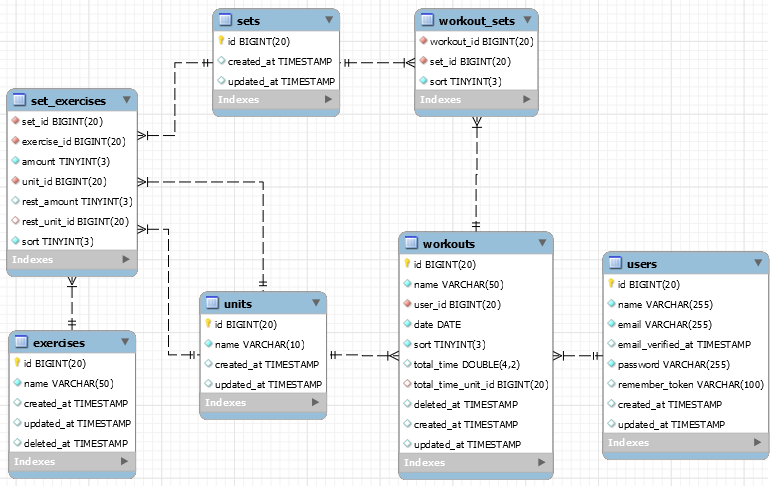 sets
id BIGINT(20)
created_at TIMESTAMP
updated_at TIMESTAMP
Indexes
workout_sets
workout_id BIGINT(20)
set_id BIGINT(20)
sort TINYINT(3)
Indexes
set_exercises
set_id BIGINT(20)
exercise_id BIGINT(20)
amount TINYINT(3)
unit_id BIGINT(20)
rest_amount TINYINT(3)
rest_unit_id BIGINT(20)
sort TINYINT(3)
Indexes
workouts
id BIGINT(20)
name VARCHAR(50)
user_id BIGINT(20)
date DATE
sort TINYINT(3)
total_time DOUBLE(4,2)
total_time_unit_id BIGINT(20)
deleted_at TIMESTAMP
created_at TIMESTAMP
updated_at TIMESTAMP
Indexes
users
id BIGINT(20)
name VARCHAR(255)
email VARCHAR(255)
email_verified_at TIMESTAMP
password VARCHAR(255)
remember_token VARCHAR(100)
created_at TIMESTAMP
updated_at TIMESTAMP
Indexes
units
id BIGINT(20)
name VARCHAR(10)
created_at TIMESTAMP
updated_at TIMESTAMP
Indexes
exercises
id BIGINT(20)
name VARCHAR(50)
created_at TIMESTAMP
updated_at TIMESTAMP
deleted_at TIMESTAMP
Indexes